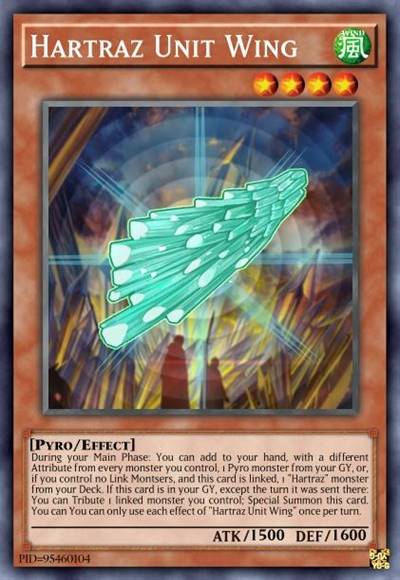 HARTRAZ UNIT WING
WIND
風
[PYRO/EFFECT]
During your Main Phase: You can add to your hand, with a different
Attribute from every monster you control, 1 Pyro monster from your GY, or,
if you control no Link Montsers, and this card is linked, 1 "Hartraz" monster
from your Deck. If this card is in your GY, except the turn it was sent there:
You can Tribute 1 linked monster you control; Special Summon this card.
You can You can only use each effect of "Hartraz Unit Wing" once per turn.
ATK/1500 DEF/1600
PID=95460104